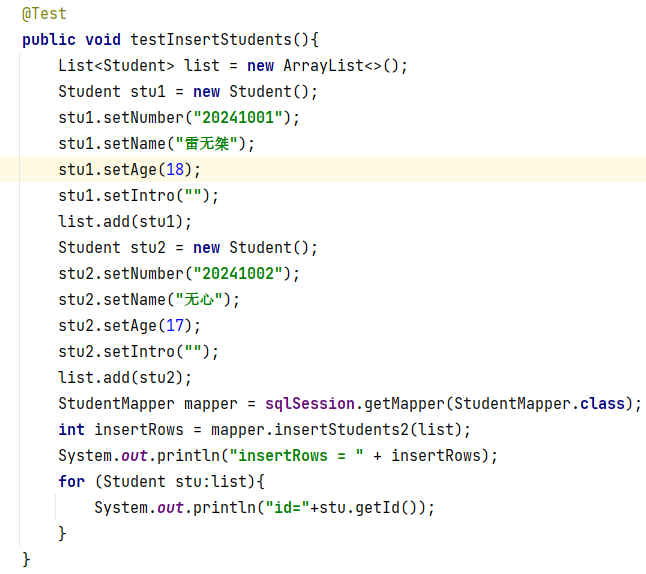 @Test
public void testInsertStudents(){
    List<Student> list = new ArrayList<>();
    Student stu1 = new Student();
    stu1.setNumber("20241001");
    stu1.setName("雷无桀");
    stu1.setAge(18);
    stu1.setIntro("");
    list.add(stu1);
    Student stu2 = new Student();
    stu2.setNumber("20241002");
    stu2.setName("无心");
    stu2.setAge(17);
    stu2.setIntro("");
    list.add(stu2);
    StudentMapper mapper = sqlSession.getMapper(StudentMapper.class);
    int insertRows = mapper.insertStudents2(list);
    System.out.println("insertRows = " + insertRows);
    for (Student stu:list){
        System.out.println("id="+stu.getId());
    }
}